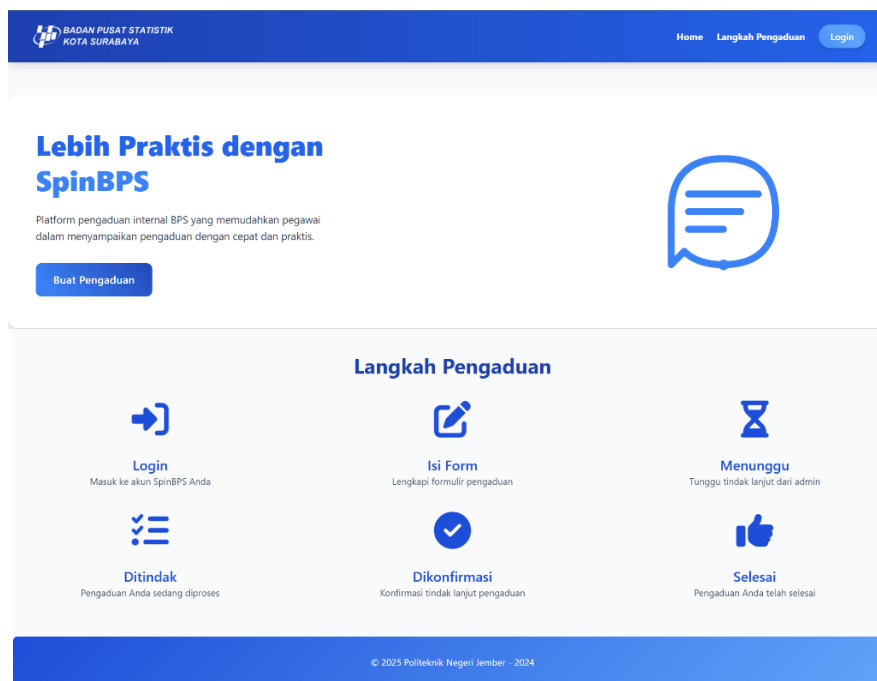 BADAN PUSAT STATISTIK
KOTA SURABAYA
Home
Langkah Pengaduan
Login
Lebih Praktis dengan
SpinBPS
Platform pengaduan internal BPS yang memudahkan pegawai
dalam menyampaikan pengaduan dengan cepat dan praktis.
Buat Pengaduan
Langkah Pengaduan
Login
Masuk ke akun SpinBPS Anda
Isi Form
Lengkapi formulir pengaduan
Menunggu
Tunggu tindak lanjut dari admin
Ditindak
Pengaduan Anda sedang diproses
Dikonfirmasi
Konfirmasi tindak lanjut pengaduan
Selesai
Pengaduan Anda telah selesai
© 2025 Politeknik Negeri Jember - 2024